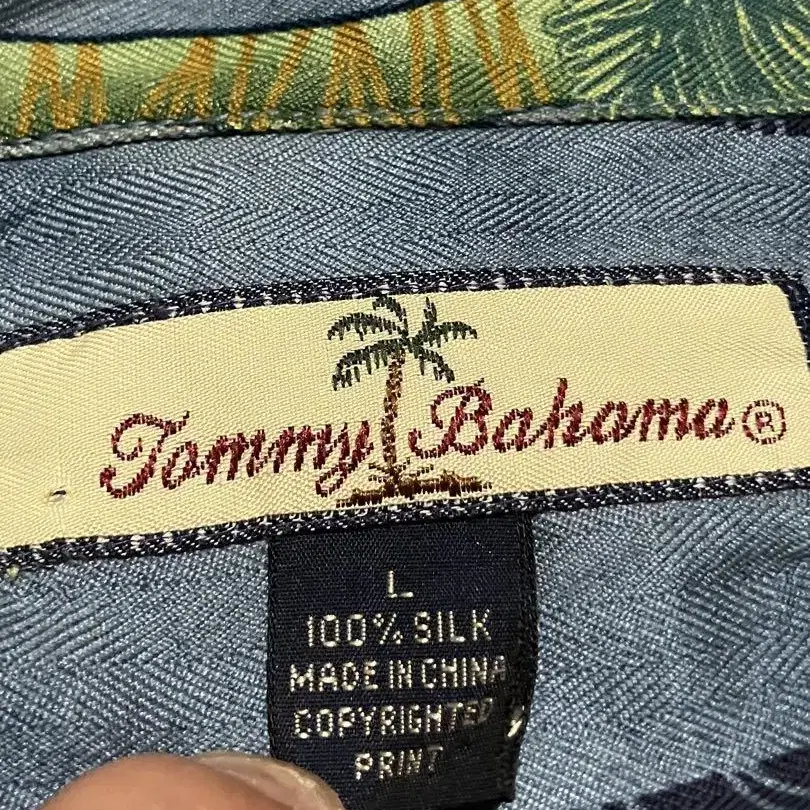 Tommy Bahama ®
L
100% SILK
MADE IN CHINA
COPYRIGHTED
PRINT